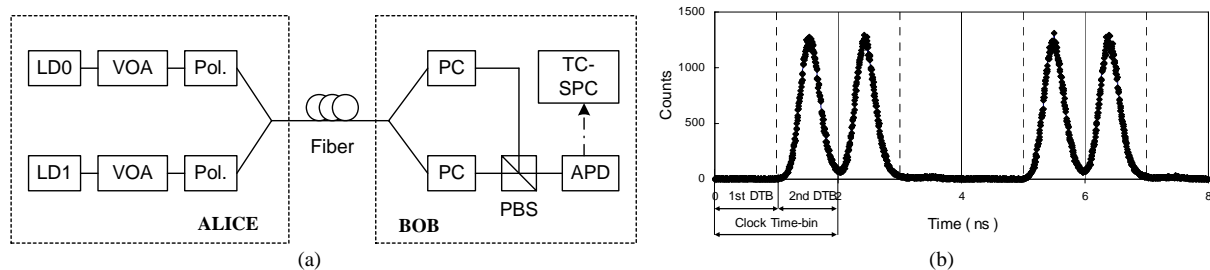 LD0 VOA Pol.
LD1 VOA Pol.
ALICE
Fiber
PC
PC
TC-
SPC
PBS
APD
BOB
(a)
1500
1000
500
0
Counts
0 2 4 6 8
1st DTB 2nd DTB
Clock Time-bin
Time ( ns )
(b)